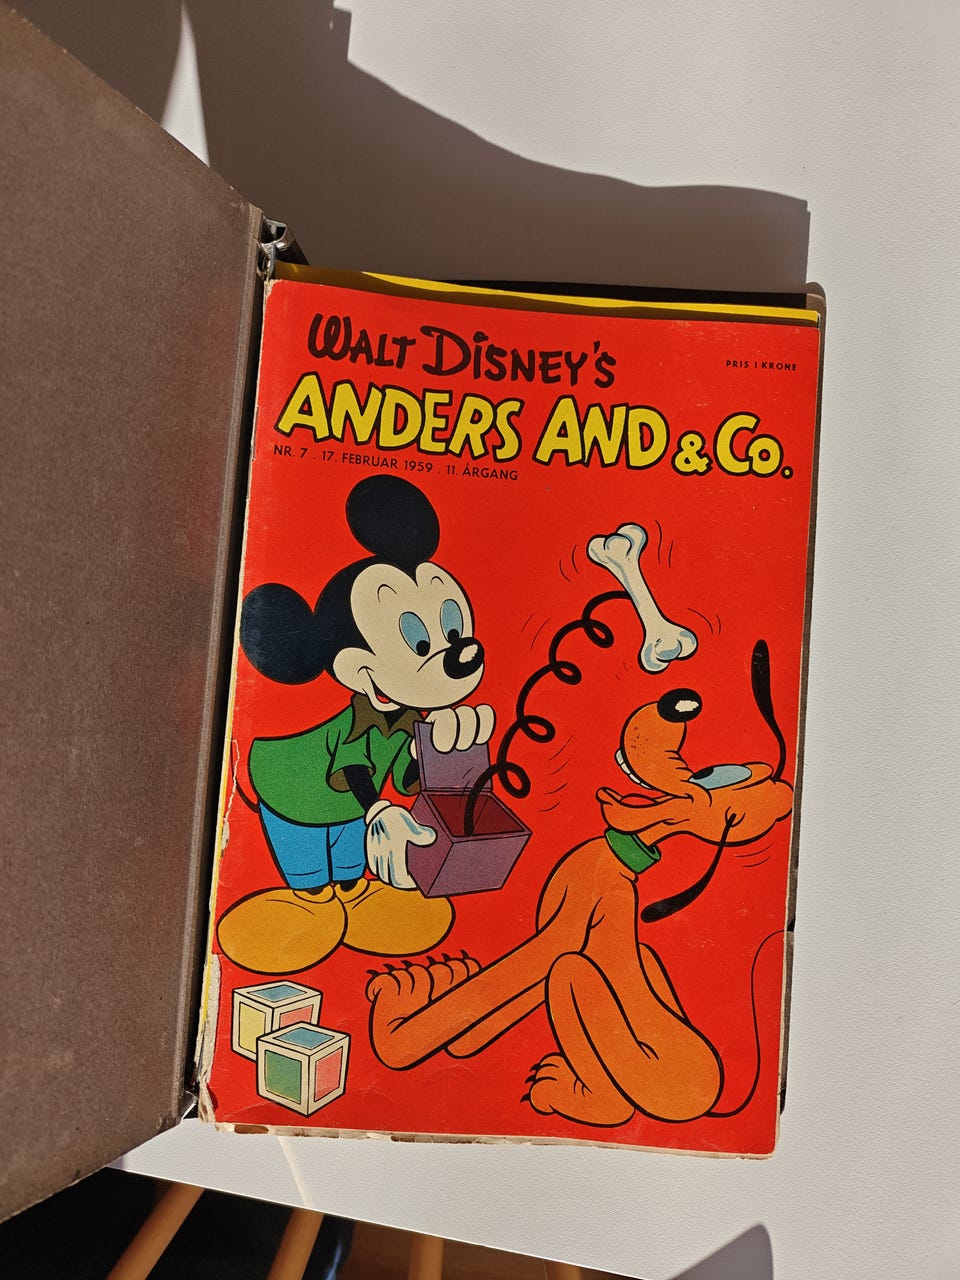 WALT DISNEY'S
PRIS 1 KRONE
ANDERS AND & Co.
NR. 7 . 17. FEBRUAR 1959 . 11. ÅRGANG